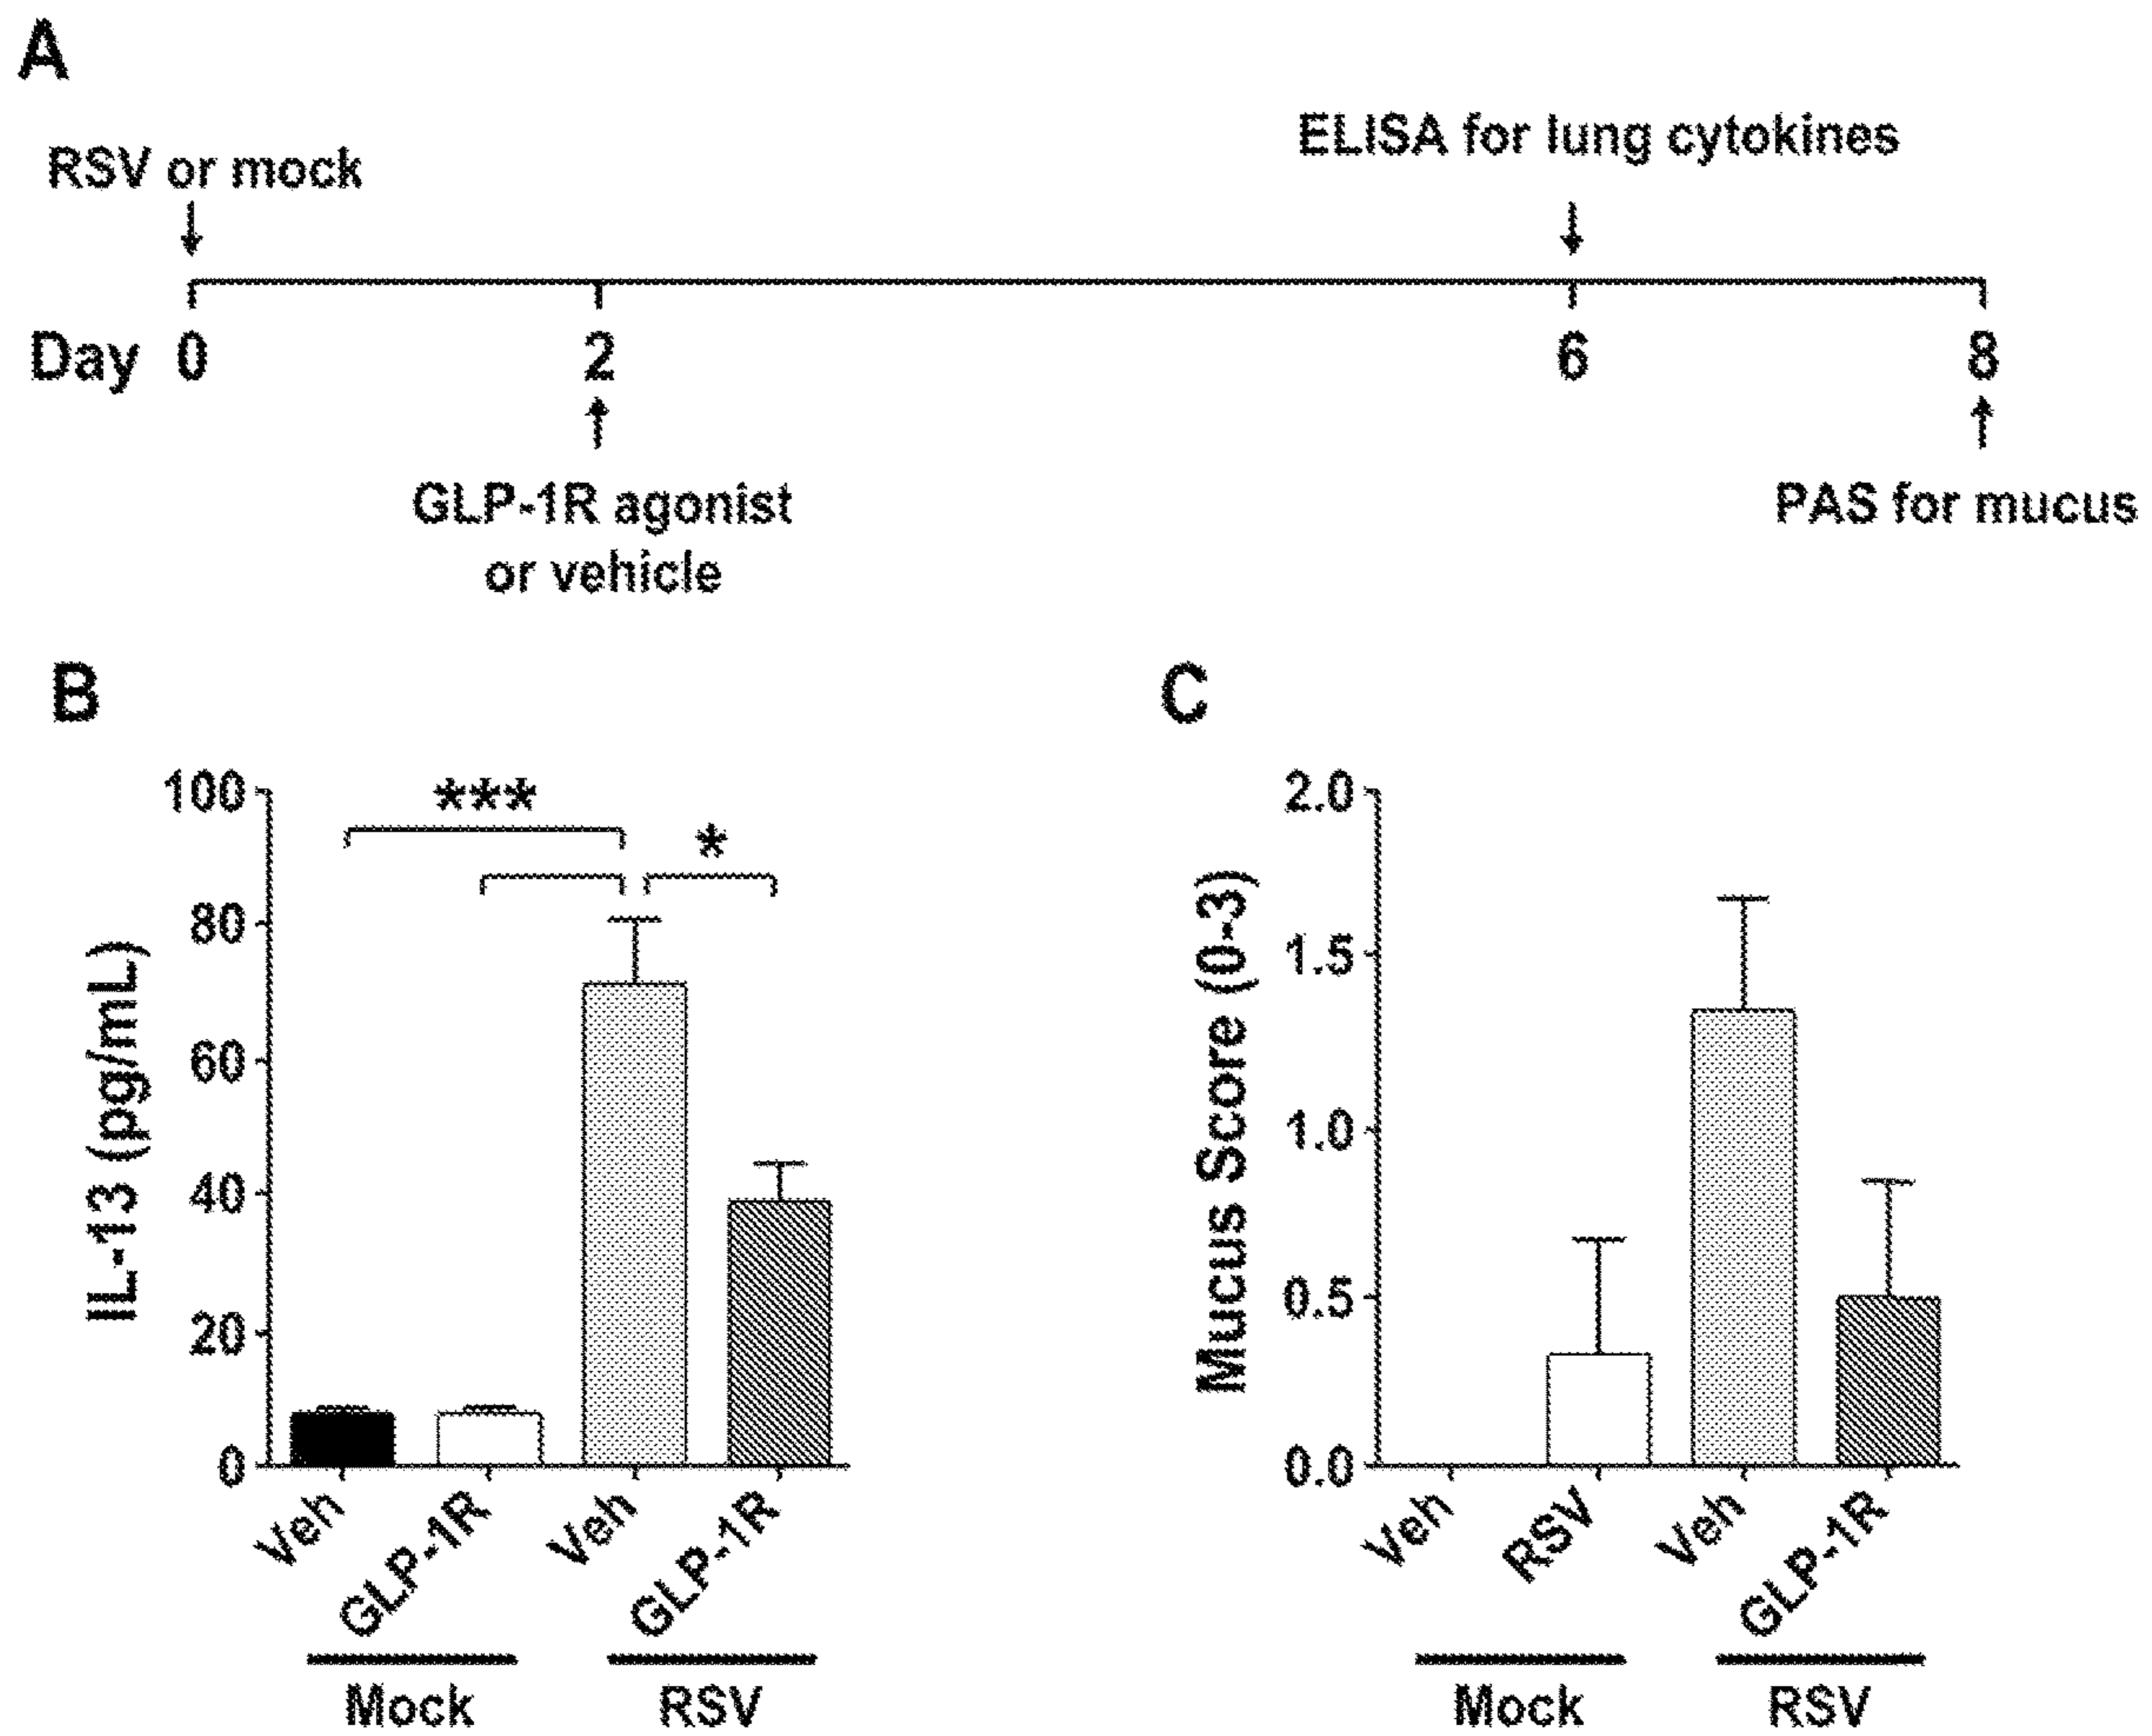 A
RSV or mock
ELISA for lung cytokines
Day 0 2 6 8
GLP-1R agonist
or vehicle
PAS for mucus
B
IL-13 (pg/mL)
100
80
60
40
20
0
***
*
Veh
GLP-1R
Veh
GLP-1R
Mock
RSV
C
Mucus Score (0-3)
2.0
1.5
1.0
0.5
0.0
Veh
RSV
Veh
GLP-1R
Mock
RSV